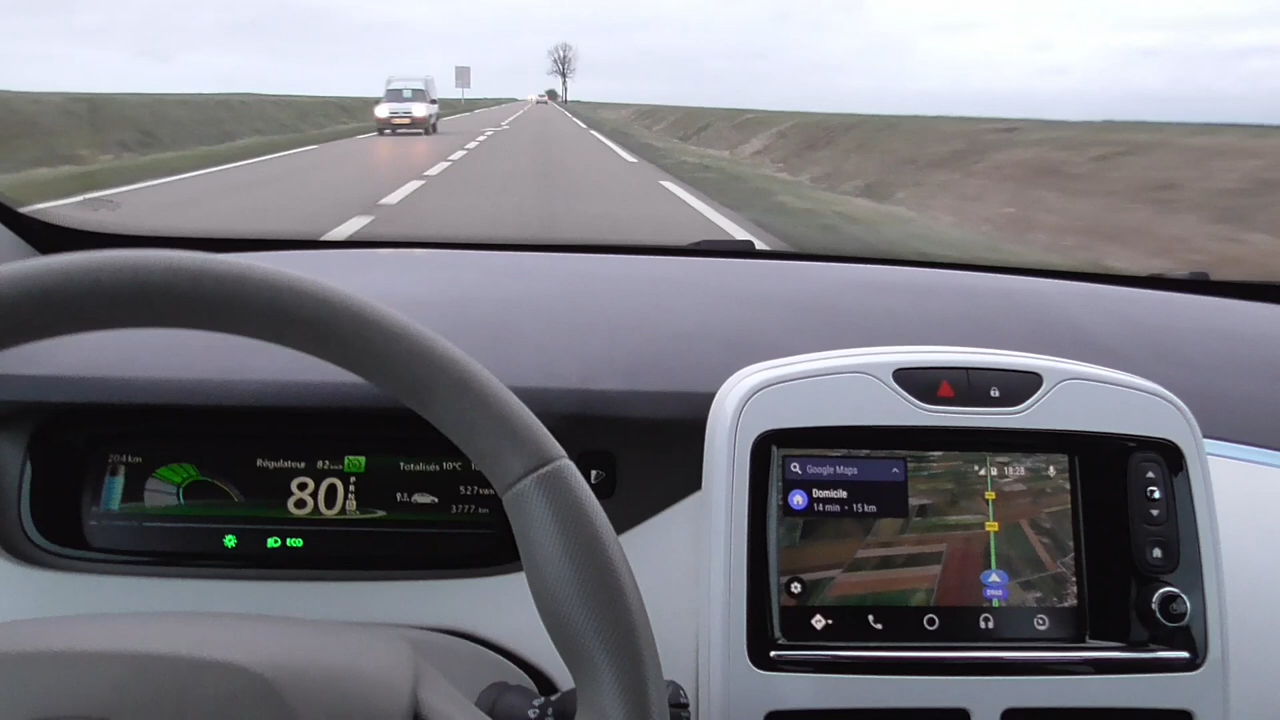 204 km
Régulateur 82 km/h
Totalisés 10°C
80
P
R
N
D
527 kWh
3777 km
ECO
Google Maps
18:28
Domicile
14 min • 15 km